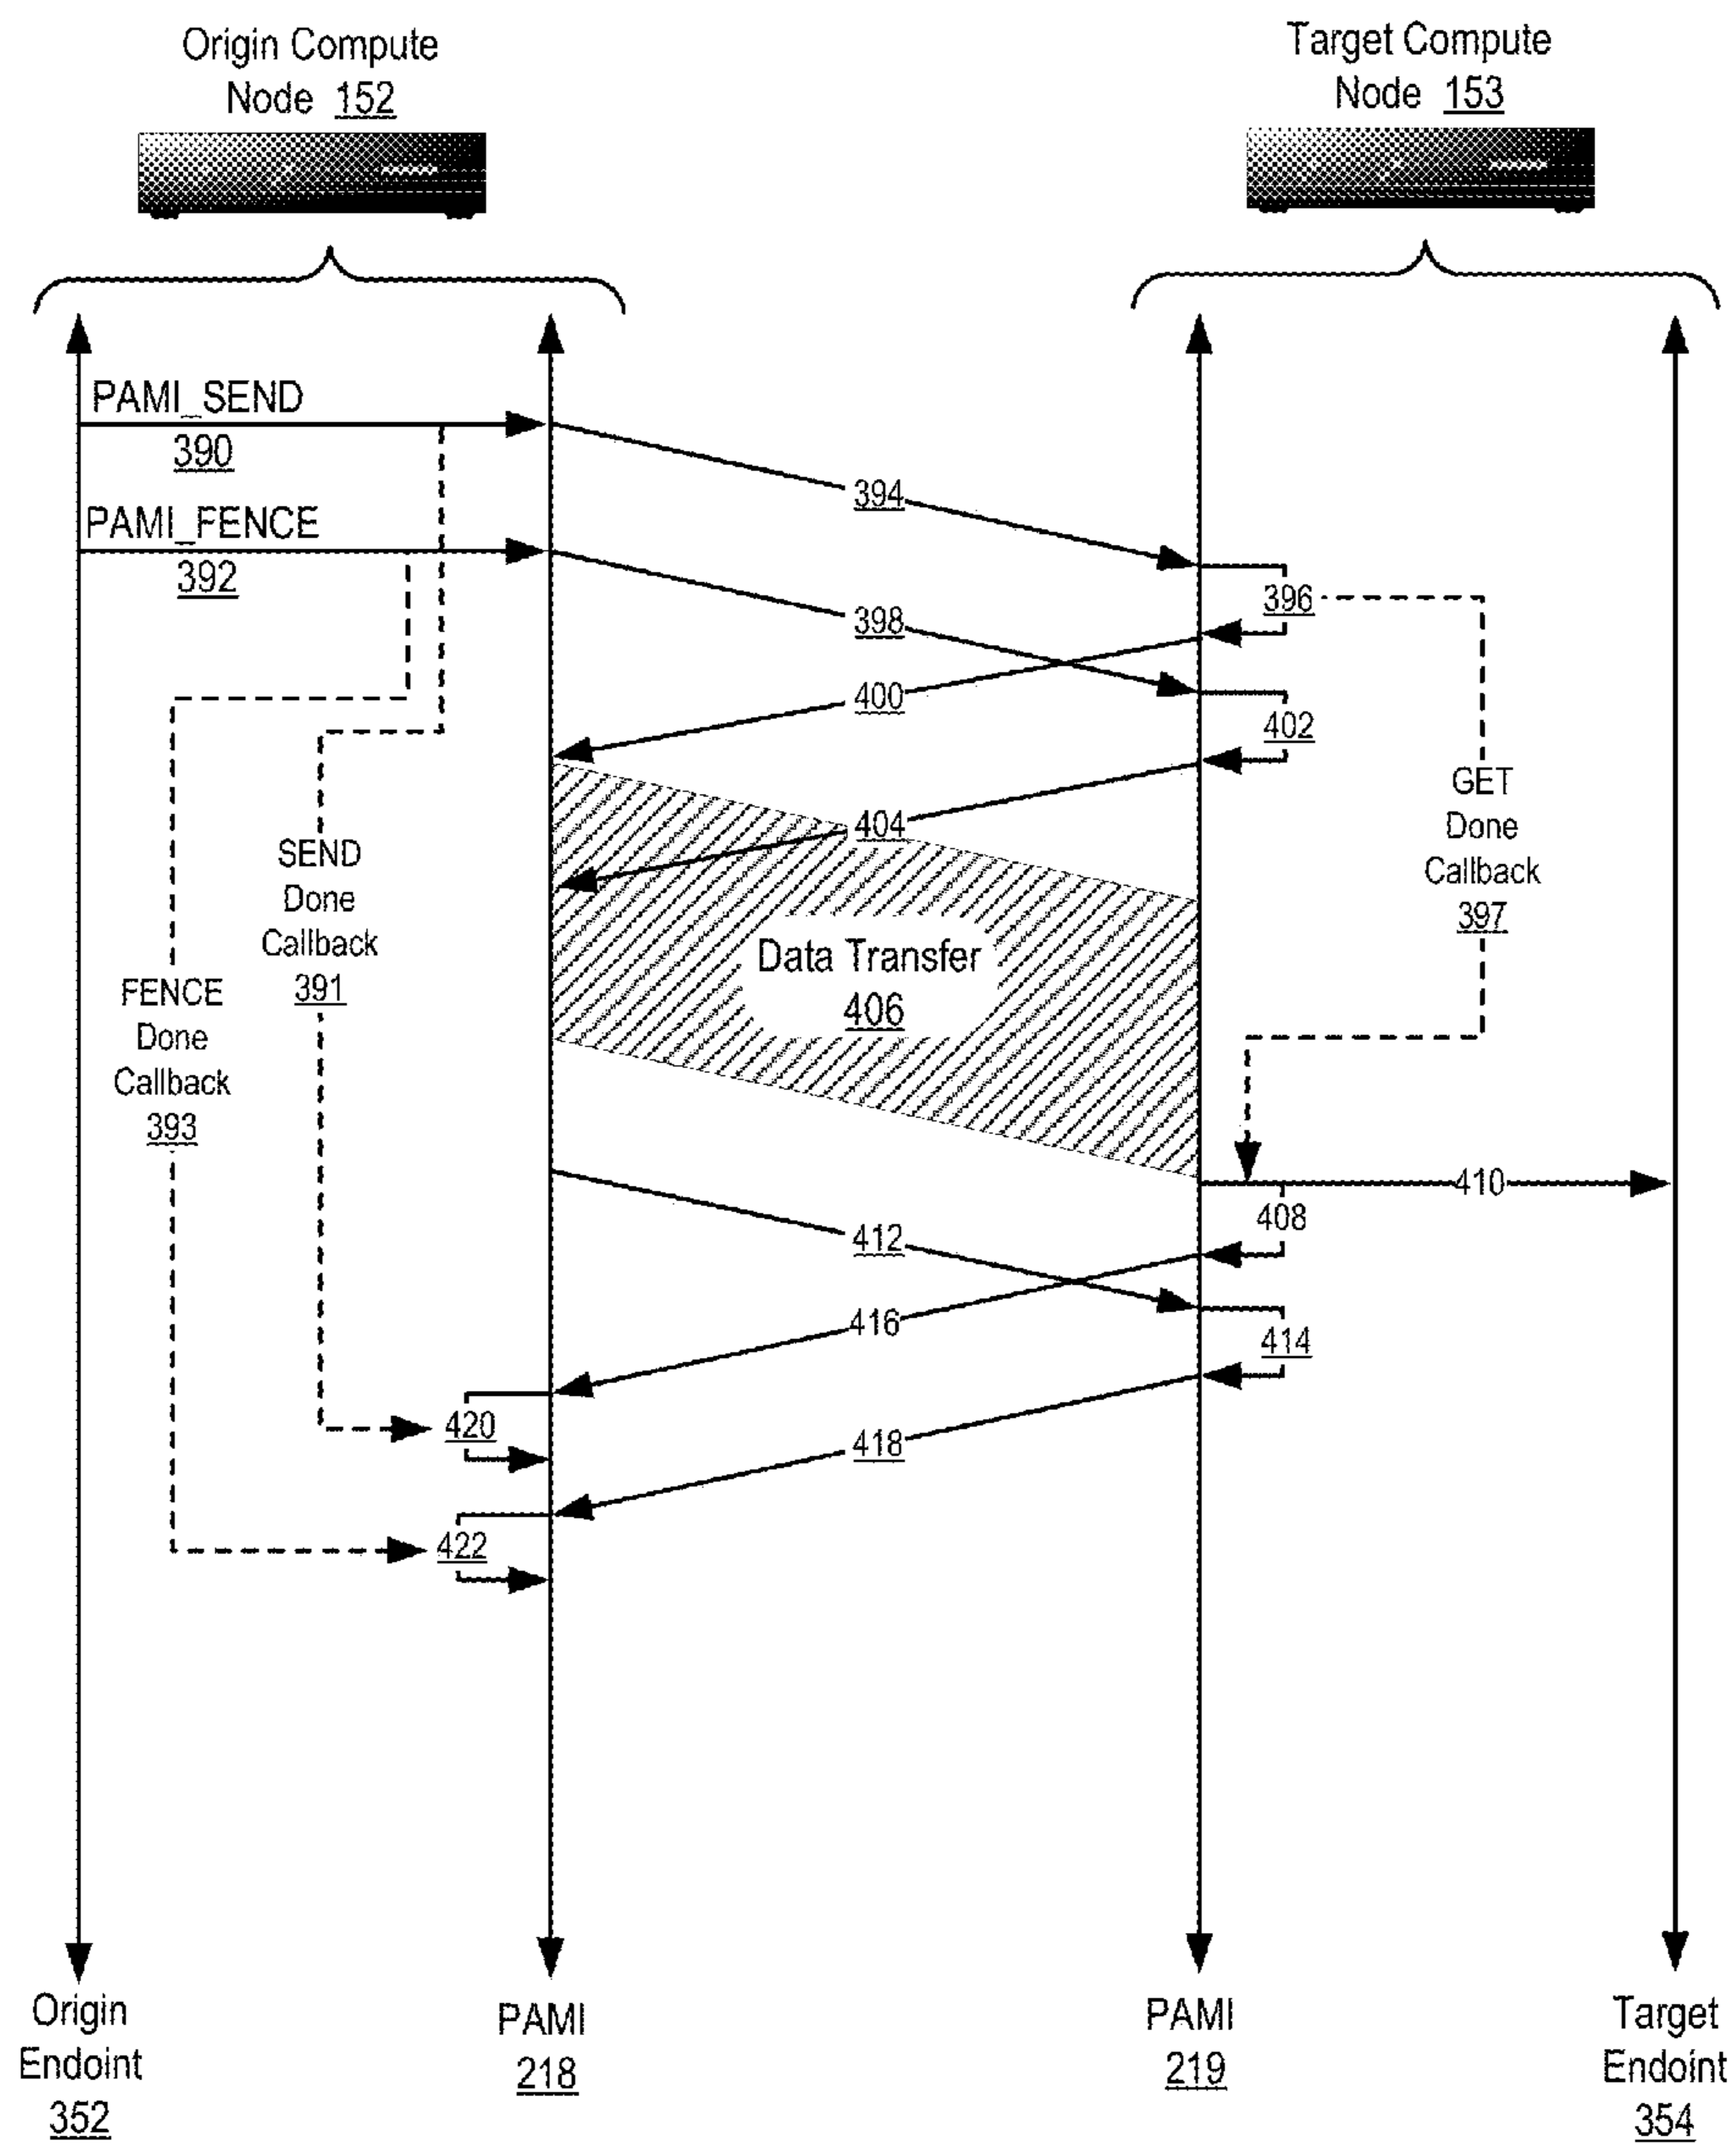 Origin Compute
Node 152
Target Compute
Node 153
PAMI_SEND
390
394
PAMI_FENCE
392
396
398
400
402
GET
Done
Callback
397
404
SEND
Done
Callback
391
Data Transfer
406
FENCE
Done
Callback
393
410
408
412
416
414
420
418
422
Origin
Endoint
352
PAMI
218
PAMI
219
Target
Endoint
354